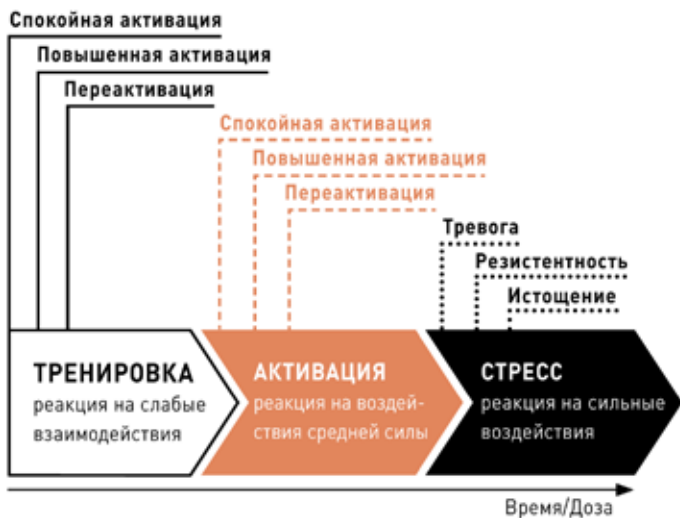 Спокойная активация
Повышенная активация
Переактивация
Спокойная активация
Повышенная активация
Переактивация
Тревога
Резистентность
Истощение
ТРЕНИРОВКА
реакция на слабые
взаимодействия
АКТИВАЦИЯ
реакция на воздей-
ствия средней силы
СТРЕСС
реакция на сильные
воздействия
Время/Доза